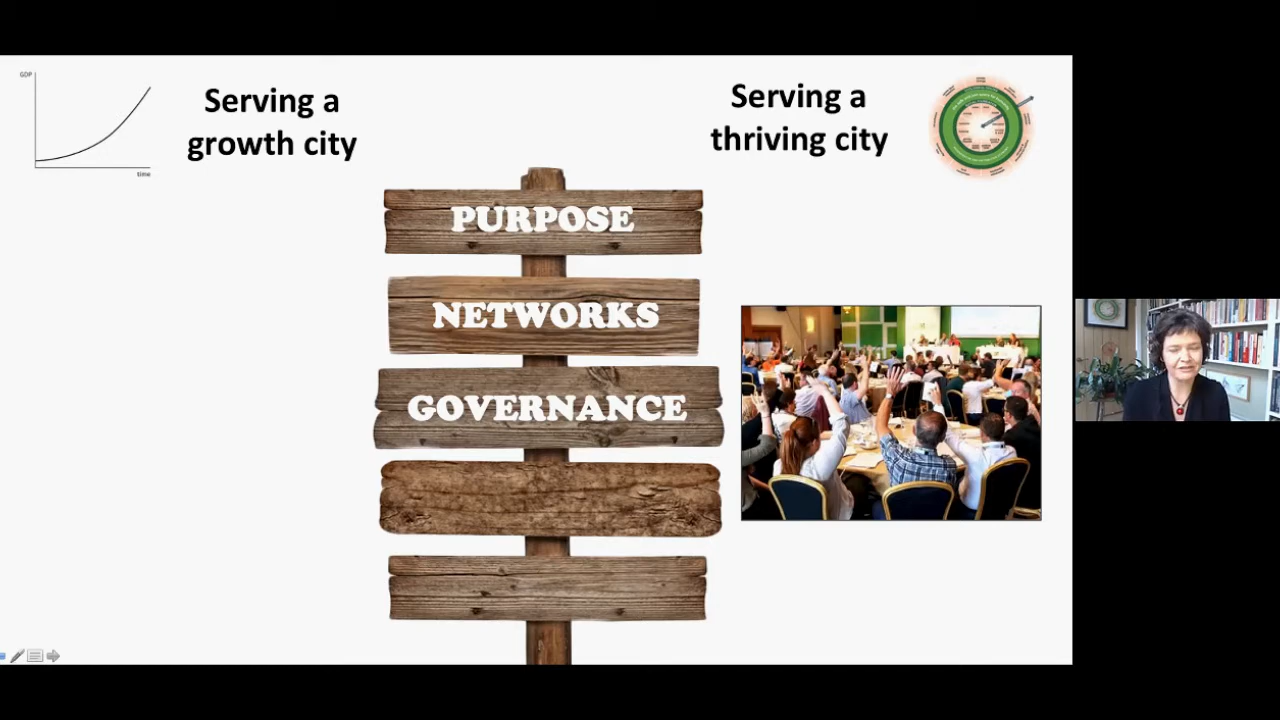 GDP
Serving a
growth city
time
Serving a
thriving city
PURPOSE
NETWORKS
GOVERNANCE